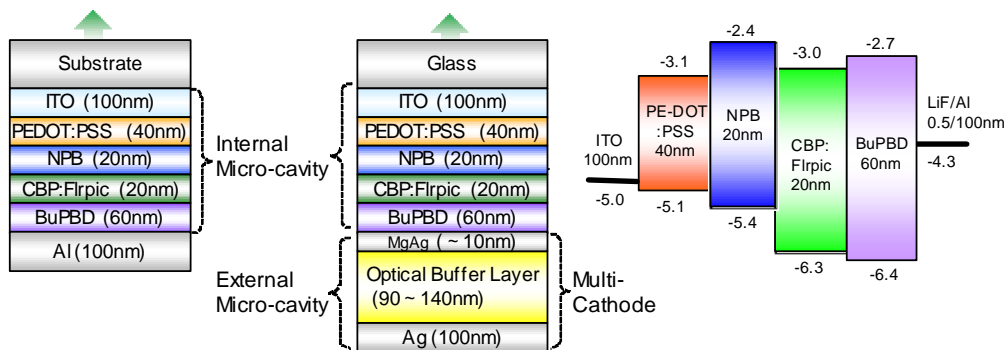 Substrate
ITO (100nm)
PEDOT:PSS (40nm)
NPB (20nm)
CBP:FIrpic (20nm)
BuPBD (60nm)
Al (100nm)
Internal
Micro-cavity
External
Micro-cavity
Glass
ITO (100nm)
PEDOT:PSS (40nm)
NPB (20nm)
CBP:FIrpic (20nm)
BuPBD (60nm)
MgAg ( ~ 10nm)
Optical Buffer Layer
(90 ~ 140nm)
Ag (100nm)
Multi-
Cathode
ITO
100nm
-5.0
-3.1
PE-DOT
:PSS
40nm
-5.1
-2.4
NPB
20nm
-5.4
-3.0
CBP:
FIrpic
20nm
-6.3
-2.7
BuPBD
60nm
-6.4
LiF/Al
0.5/100nm
-4.3